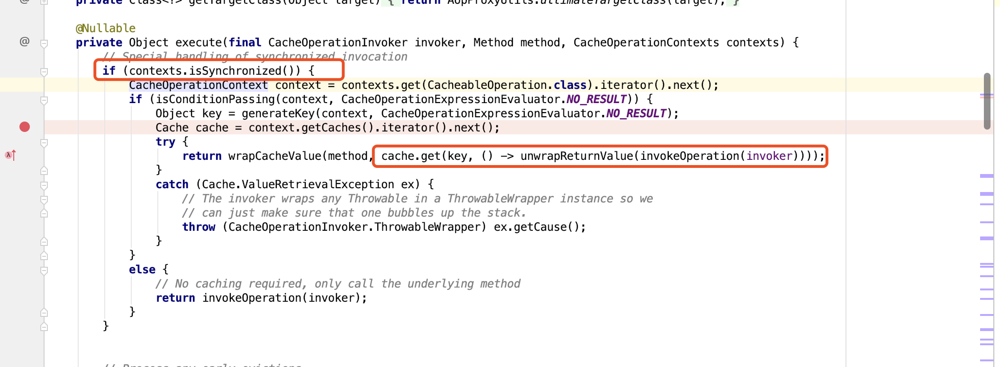 private Class<?> getTargetClass(Object target) { return AopProxyUtils.ultimateTargetClass(target); }
@Nullable
@
private Object execute(final CacheOperationInvoker invoker, Method method, CacheOperationContexts contexts) {
// Special handling of synchronized invocation
if (contexts.isSynchronized()) {
CacheOperationContext context = contexts.get(CacheableOperation.class).iterator().next();
if (isConditionPassing(context, CacheOperationExpressionEvaluator.NO_RESULT)) {
Object key = generateKey(context, CacheOperationExpressionEvaluator.NO_RESULT);
Cache cache = context.getCaches().iterator().next();
try {
return wrapCacheValue(method, cache.get(key, () -> unwrapReturnValue(invokeOperation(invoker))));
}
catch (Cache.ValueRetrievalException ex) {
// The invoker wraps any Throwable in a ThrowableWrapper instance so we
// can just make sure that one bubbles up the stack.
throw (CacheOperationInvoker.ThrowableWrapper) ex.getCause();
}
}
else {
// No caching required, only call the underlying method
return invokeOperation(invoker);
}
}
// Process any early evictions